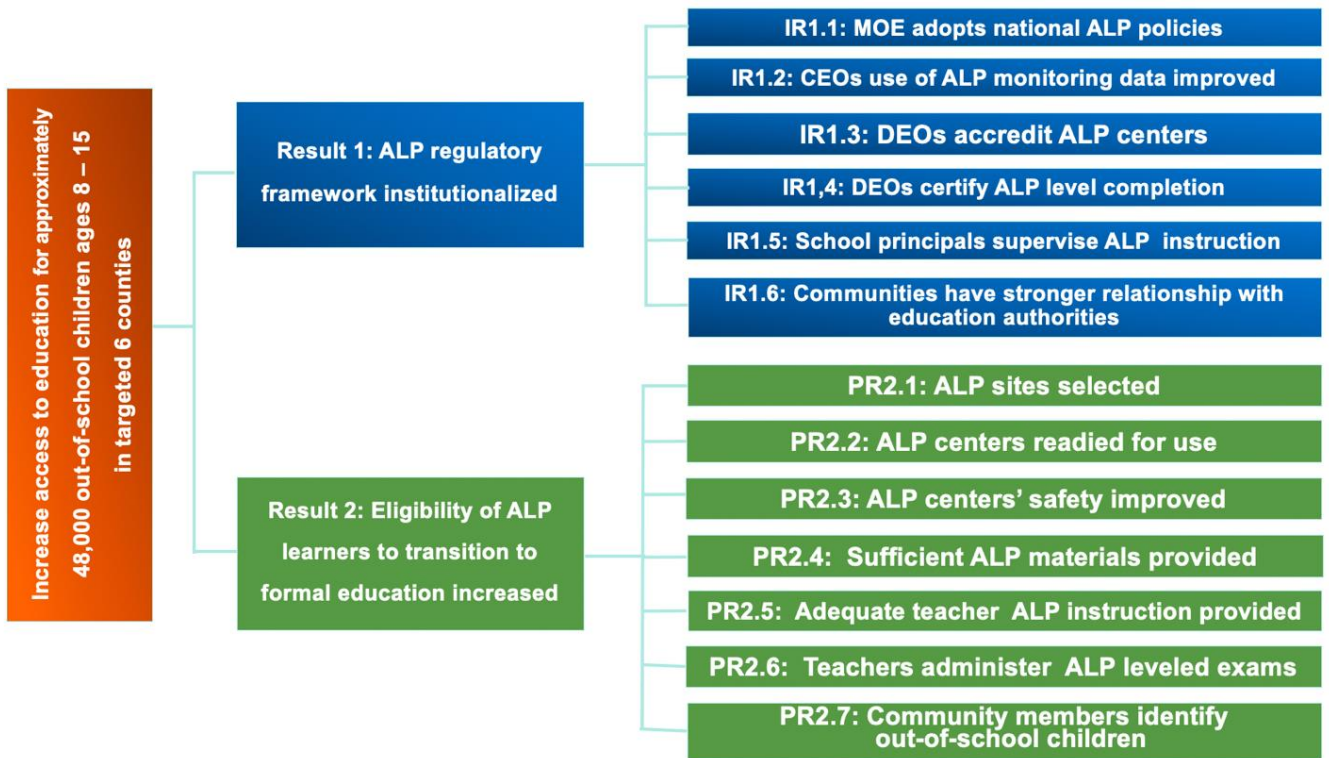 Increase access to education for approximately
48,000 out-of-school children ages 8 – 15
in targeted 6 counties
Result 1: ALP regulatory
framework institutionalized
IR1.1: MOE adopts national ALP policies
IR1.2: CEOs use of ALP monitoring data improved
IR1.3: DEOs accredit ALP centers
IR1,4: DEOs certify ALP level completion
IR1.5: School principals supervise ALP instruction
IR1.6: Communities have stronger relationship with
education authorities
Result 2: Eligibility of ALP
learners to transition to
formal education increased
PR2.1: ALP sites selected
PR2.2: ALP centers readied for use
PR2.3: ALP centers’ safety improved
PR2.4: Sufficient ALP materials provided
PR2.5: Adequate teacher ALP instruction provided
PR2.6: Teachers administer ALP leveled exams
PR2.7: Community members identify
out-of-school children